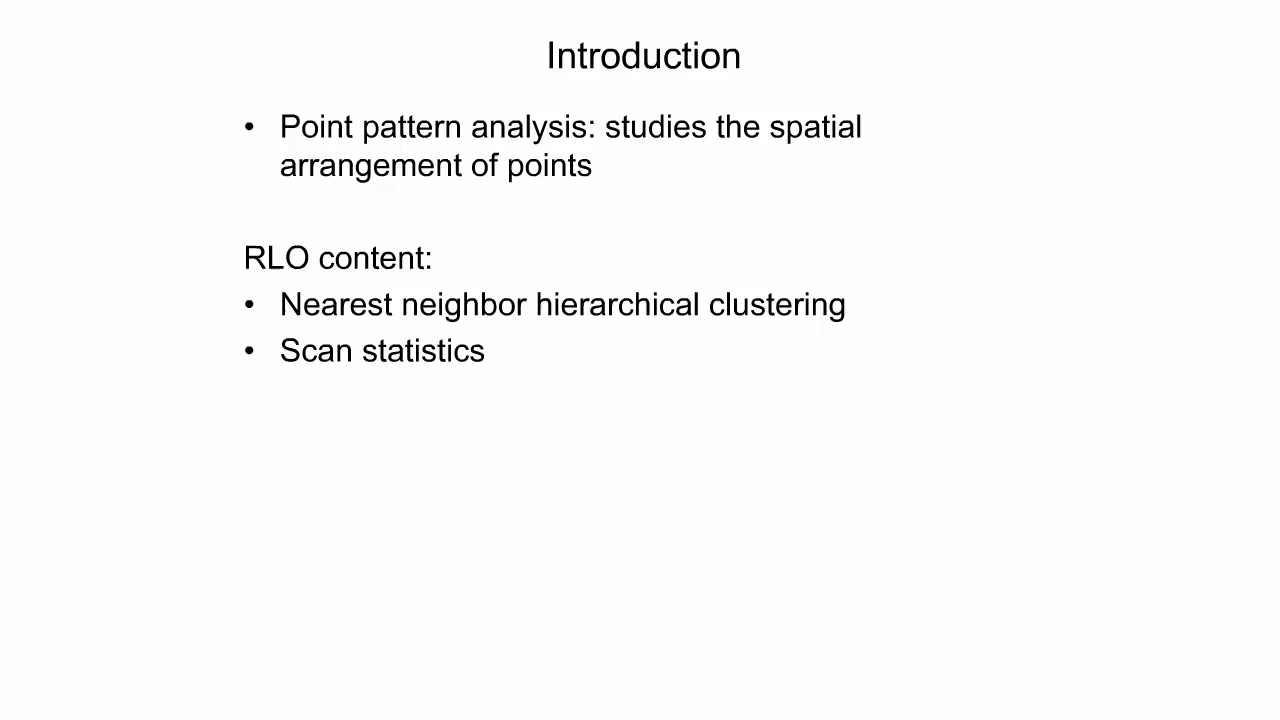 Introduction
• Point pattern analysis: studies the spatial
arrangement of points
RLO content:
• Nearest neighbor hierarchical clustering
• Scan statistics